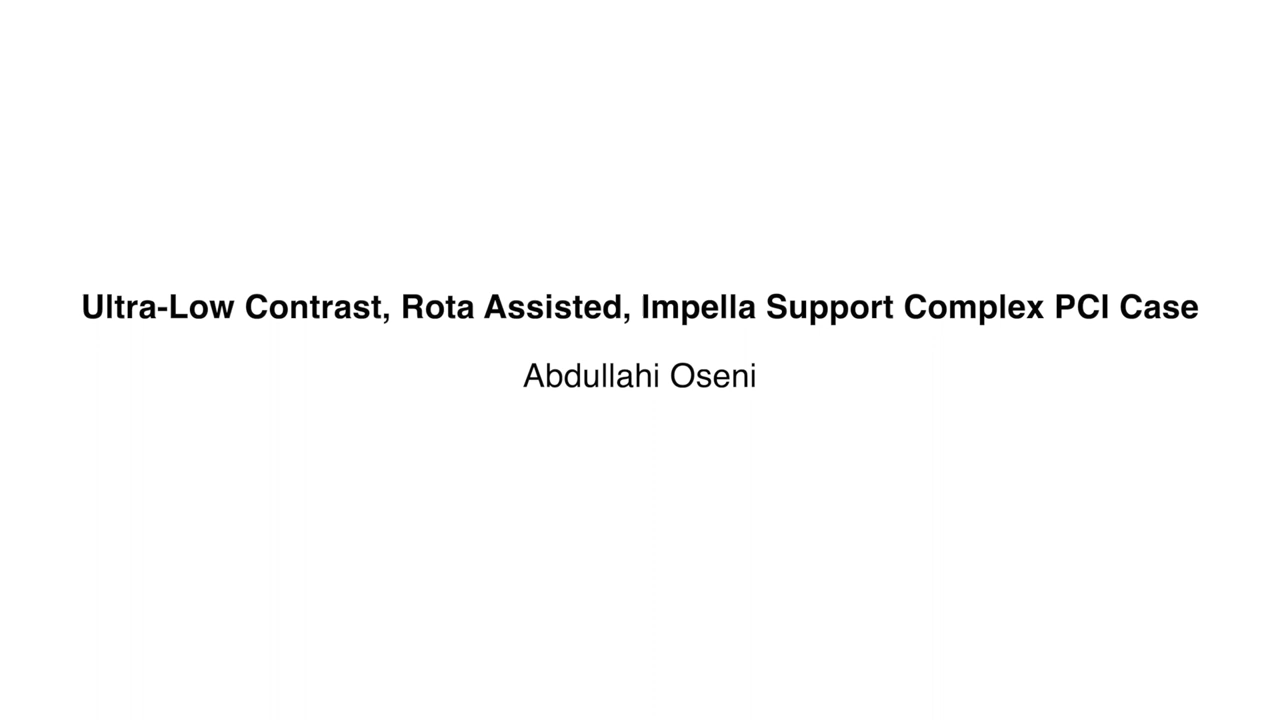 Ultra-Low Contrast, Rota Assisted, Impella Support Complex PCI Case
Abdullahi Oseni